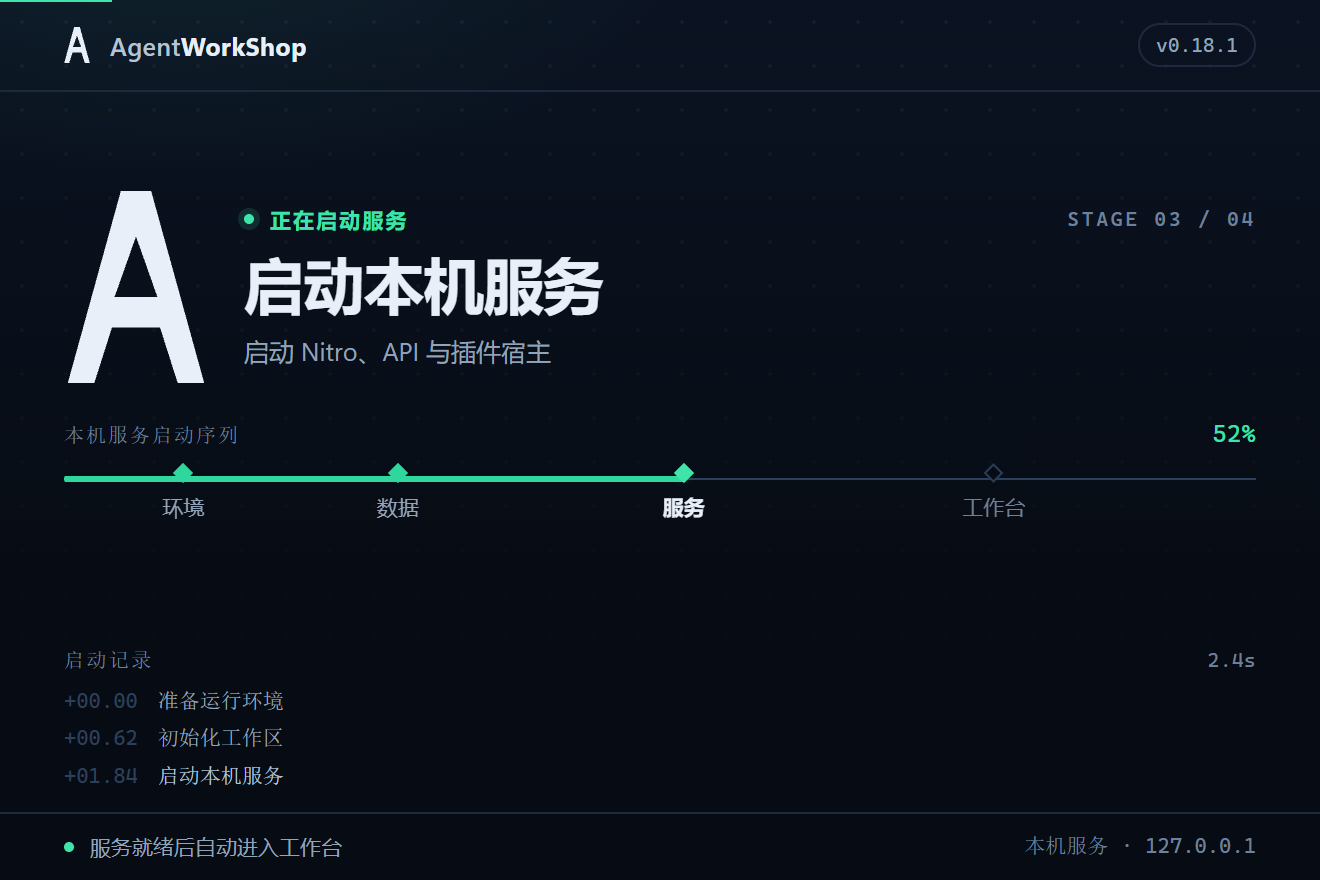 AgentWorkShop
v0.18.1
正在启动服务
STAGE 03 / 04
启动本机服务
启动 Nitro、API 与插件宿主
本机服务启动序列
52%
环境
数据
服务
工作台
启动记录
2.4s
+00.00 准备运行环境
+00.62 初始化工作区
+01.84 启动本机服务
服务就绪后自动进入工作台
本机服务 · 127.0.0.1